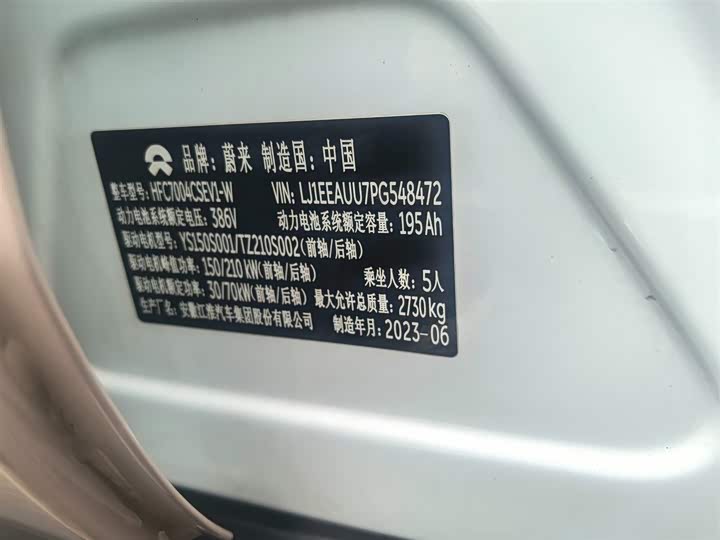 品牌：蔚来 制造国：中国
整车型号：HFC7004CSEV1-W VIN：LJ1EEAUU7PG548472
动力电池系统额定电压：386V 动力电池系统额定容量：195Ah
驱动电机型号：YS150S001/TZ210S002(前轴/后轴)
驱动电机峰值功率：150/210kW(前轴/后轴) 乘坐人数：5人
驱动电机额定功率：30/70kW(前轴/后轴) 最大允许总质量：2730kg
生产厂名：安徽江淮汽车集团股份有限公司 制造年月：2023-06